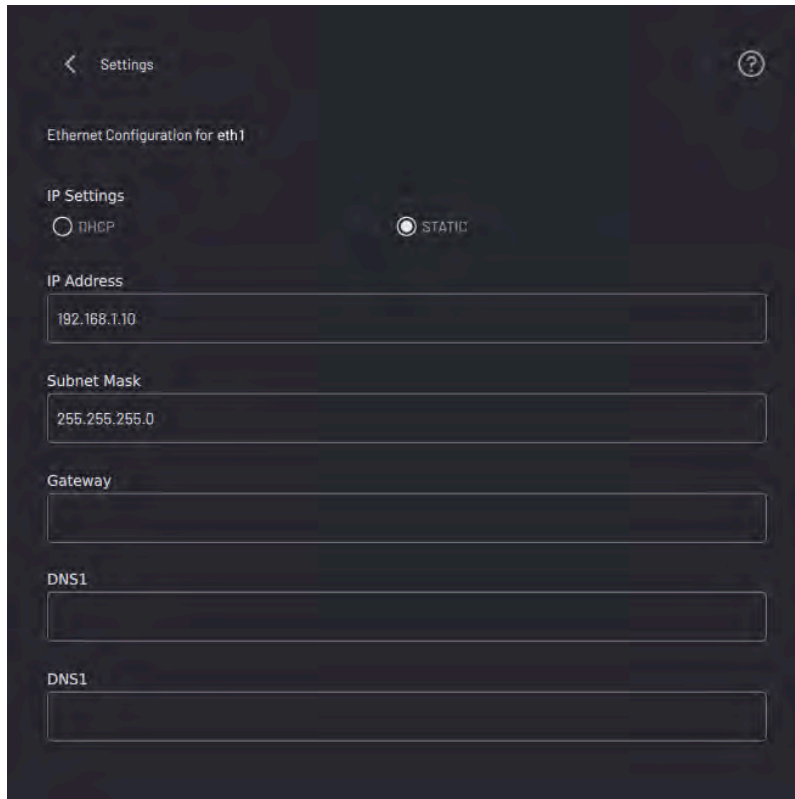 Settings
Ethernet Configuration for eth1
IP Settings
DHCP STATIC
IP Address
192.168.1.10
Subnet Mask
255.255.255.0
Gateway
DNS1
DNS1